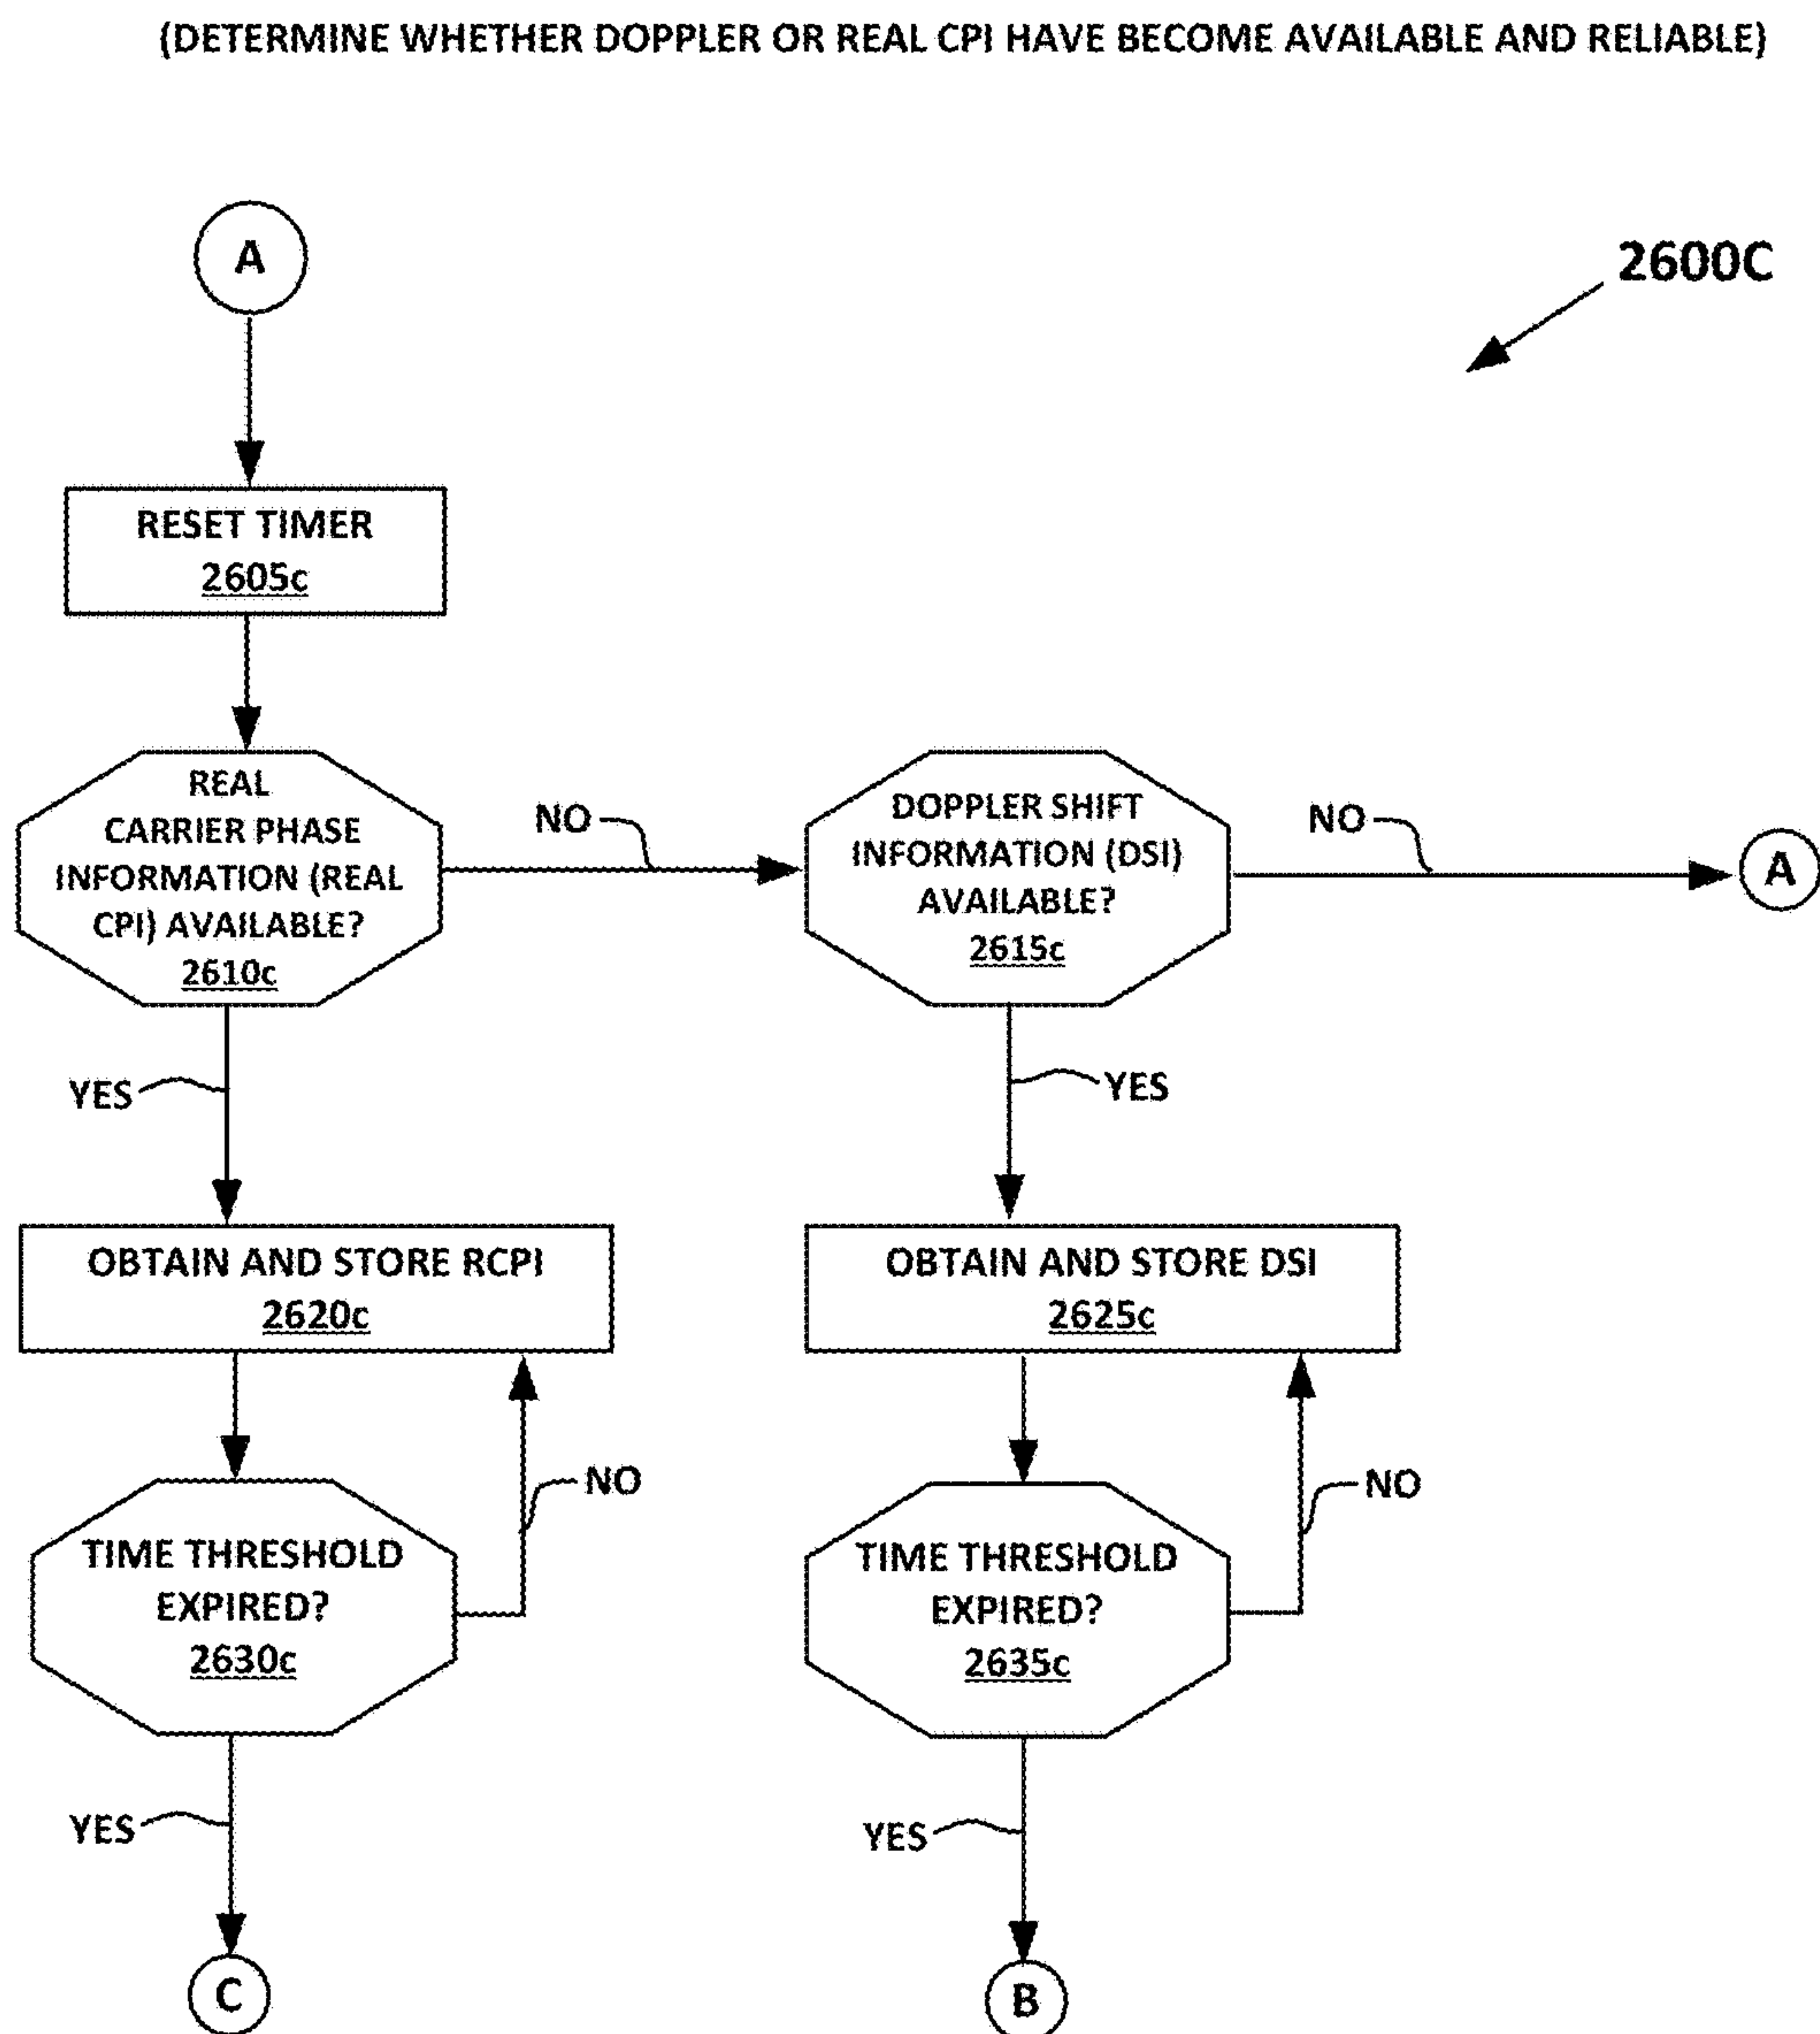 (DETERMINE WHETHER DOPPLER OR REAL CPI HAVE BECOME AVAILABLE AND RELIABLE)
A
2600C
RESET TIMER
2605c
REAL
CARRIER PHASE
INFORMATION (REAL
CPI) AVAILABLE?
2610c
NO
DOPPLER SHIFT
INFORMATION (DSI)
AVAILABLE?
2615c
NO
A
YES
YES
OBTAIN AND STORE RCPI
2620c
OBTAIN AND STORE DSI
2625c
TIME THRESHOLD
EXPIRED?
2630c
NO
TIME THRESHOLD
EXPIRED?
2635c
NO
YES
YES
C
B